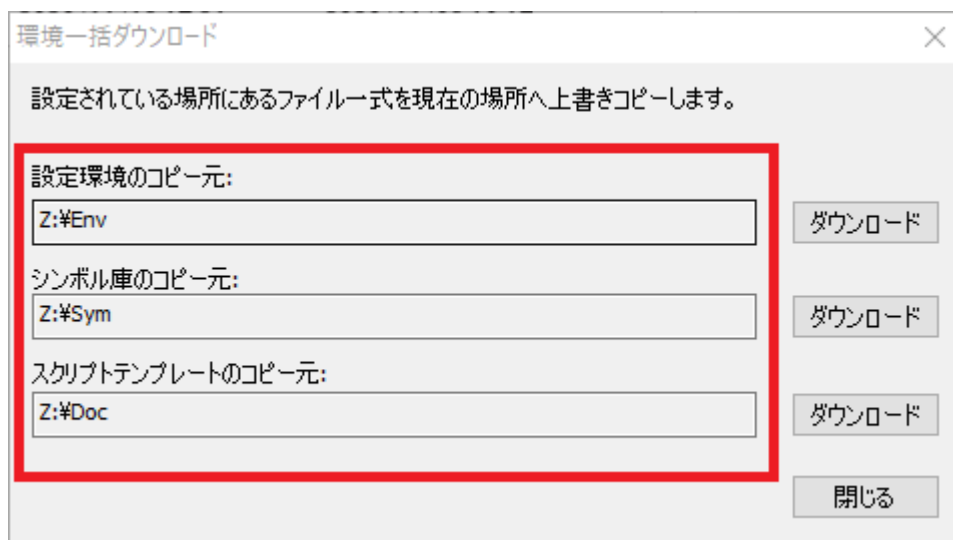 環境一括ダウンロード
設定されている場所にあるファイル一式を現在の場所へ上書きコピーします。
設定環境のコピー元:
Z:¥Env
ダウンロード
シンボル庫のコピー元:
Z:¥Sym
ダウンロード
スクリプトテンプレートのコピー元:
Z:¥Doc
ダウンロード
閉じる